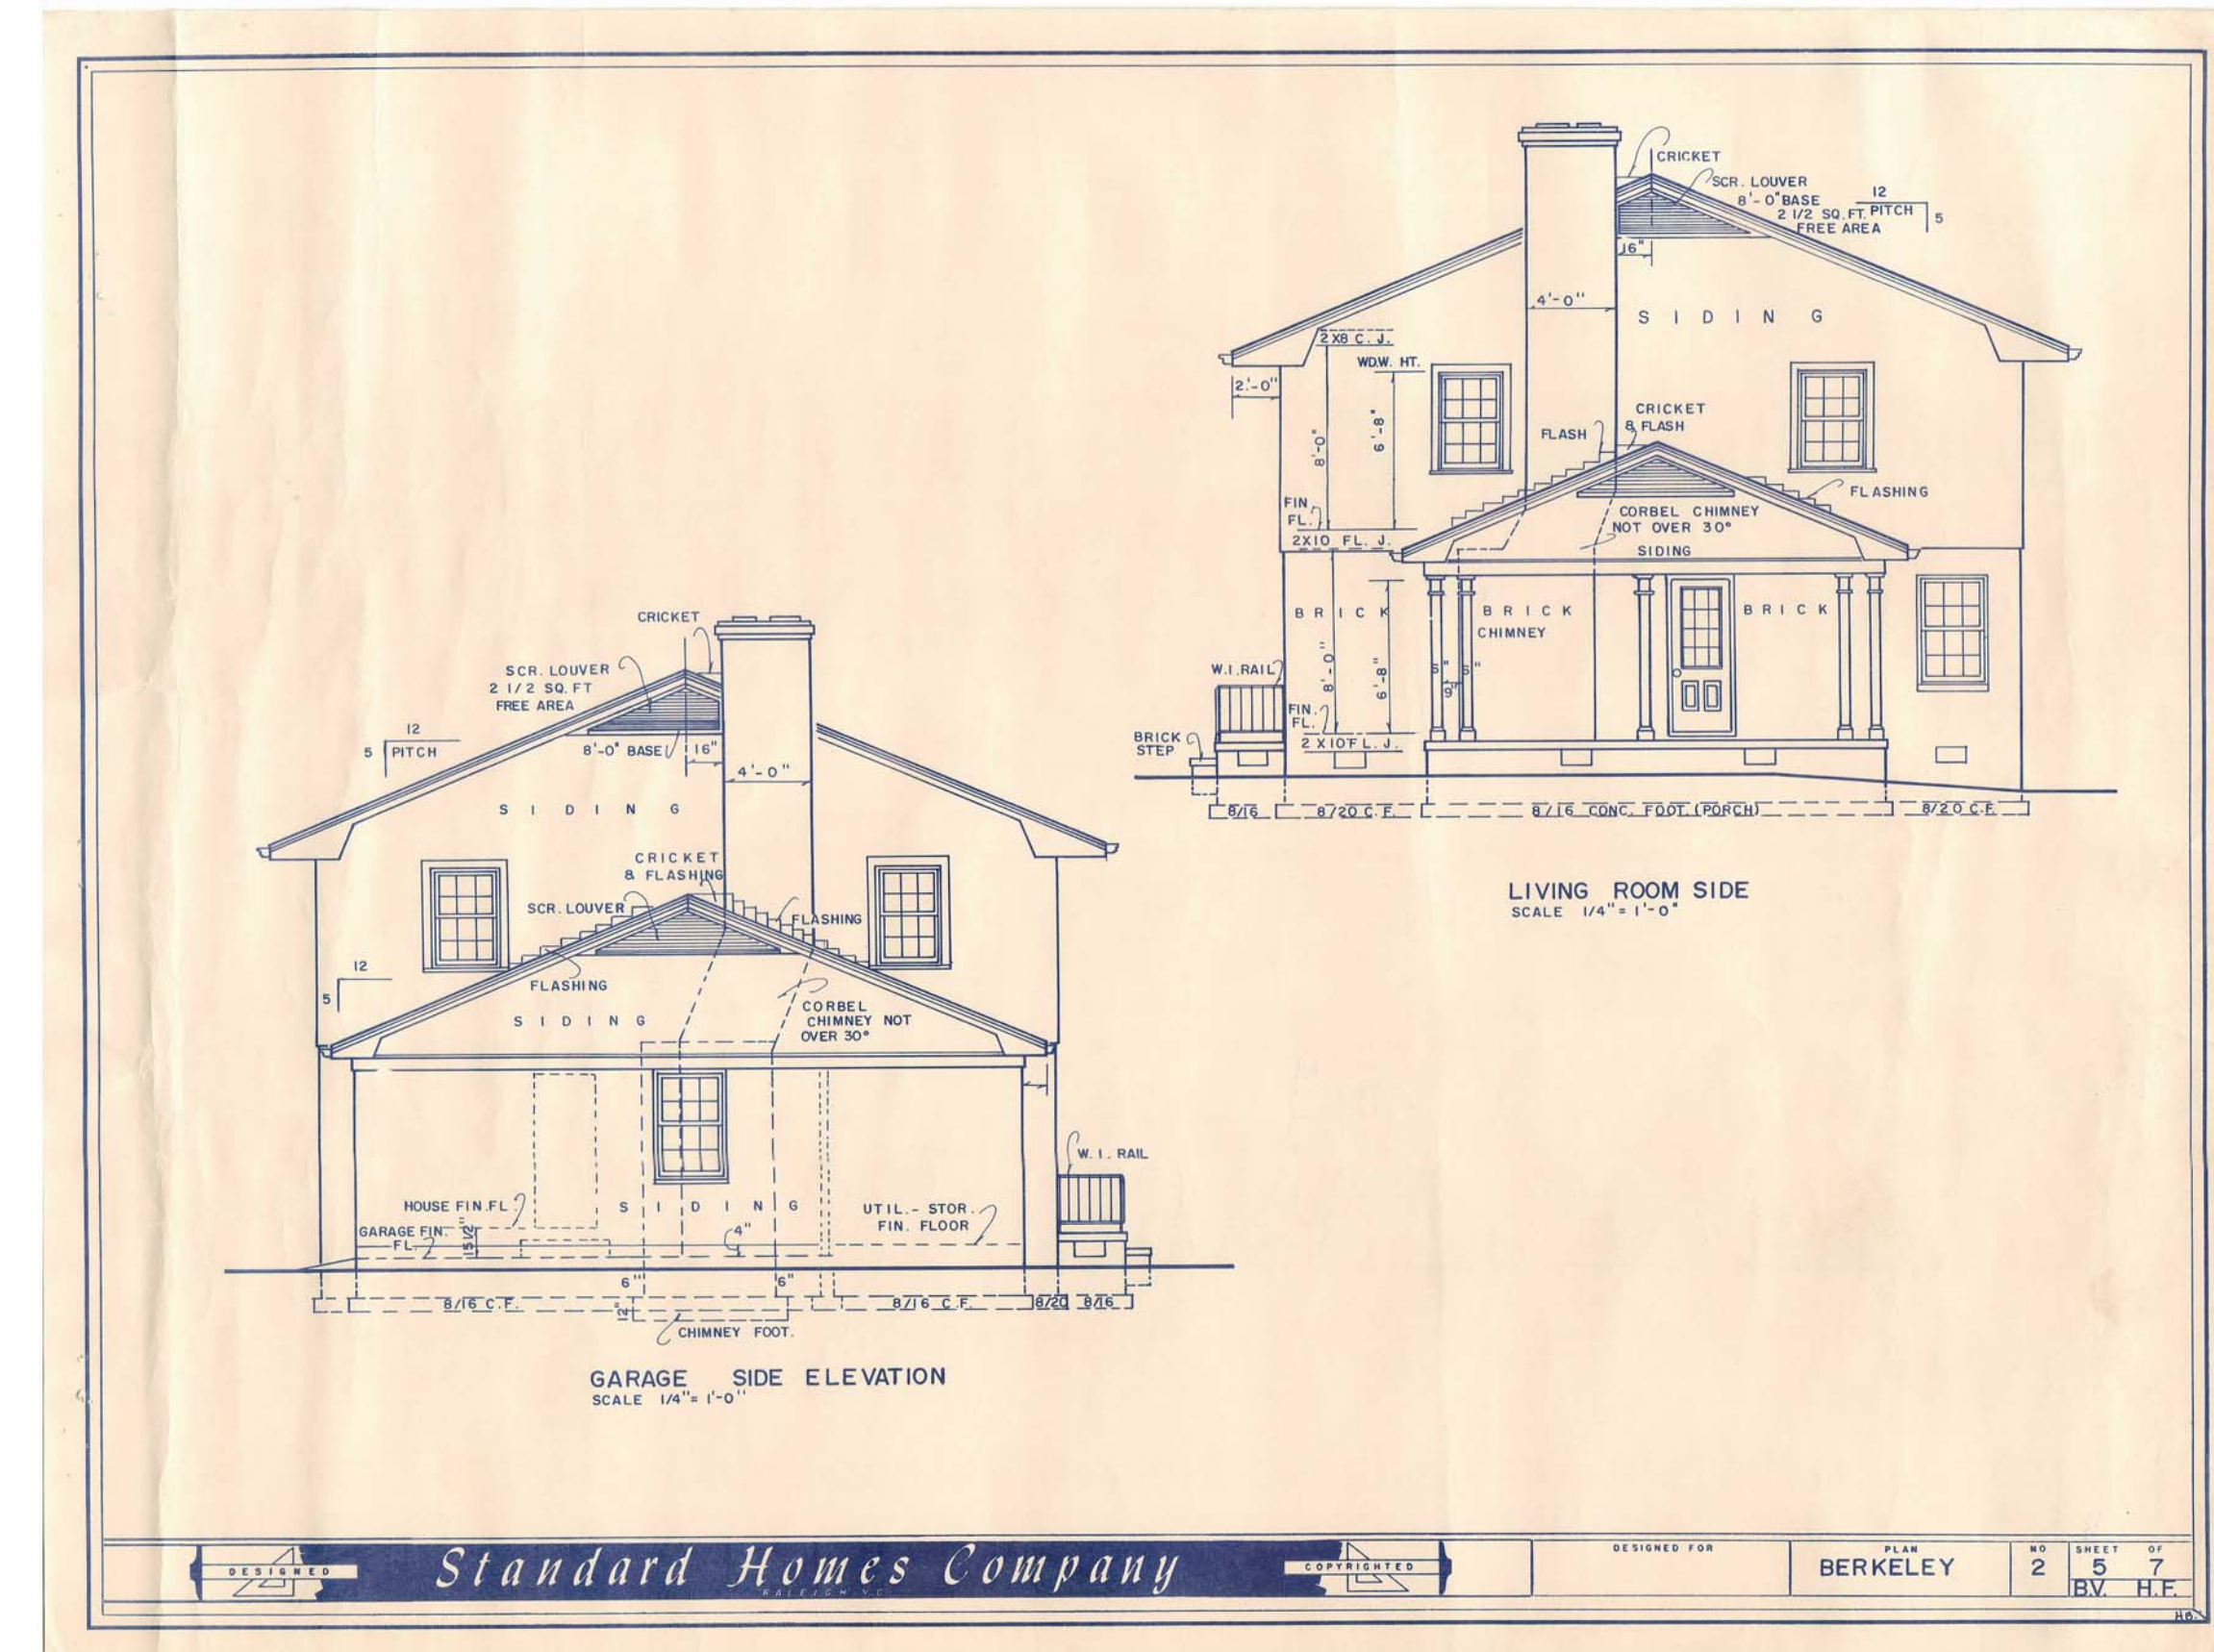 CRICKET
SCR. LOUVER
8'-0" BASE
2 1/2 SQ.FT.
FREE AREA
12
PITCH
5
16"
4'-0"
SIDING
2X8 C.J.
WDW. HT.
2'-0"
8'-0"
6'-8"
CRICKET
& FLASH
FLASH
FLASHING
FIN.
FL.
2X10 FL. J.
CORBEL CHIMNEY
NOT OVER 30°
SIDING
BRICK
BRICK
CHIMNEY
BRICK
W.I. RAIL
8'-0"
6'-8"
9"
FIN.
FL.
2 X10 FL. J.
BRICK
STEP
8/16
8/20 C.F.
8/16 CONC. FOOT. (PORCH)
8/20 C.F.
LIVING ROOM SIDE
SCALE 1/4" = 1'-0"
CRICKET
SCR. LOUVER
2 1/2 SQ. FT
FREE AREA
12
5
PITCH
8'-0" BASE
16"
4'-0"
SIDING
CRICKET
& FLASHING
SCR. LOUVER
FLASHING
12
5
FLASHING
SIDING
CORBEL
CHIMNEY NOT
OVER 30°
W. I. RAIL
HOUSE FIN.FL.
SIDING
UTIL.- STOR.
FIN. FLOOR
GARAGE FIN.
FL.
15 1/2"
4"
6"
6"
8/16 C.F.
12"
8/16 C.F.
8/20
8/16
CHIMNEY FOOT.
GARAGE SIDE ELEVATION
SCALE 1/4" = 1'-0"
DESIGNED
Standard Homes Company
RALEIGH N.C.
COPYRIGHTED
DESIGNED FOR
PLAN
BERKELEY
NO
2
SHEET OF
5 7
B.V. H.F.
H.B.